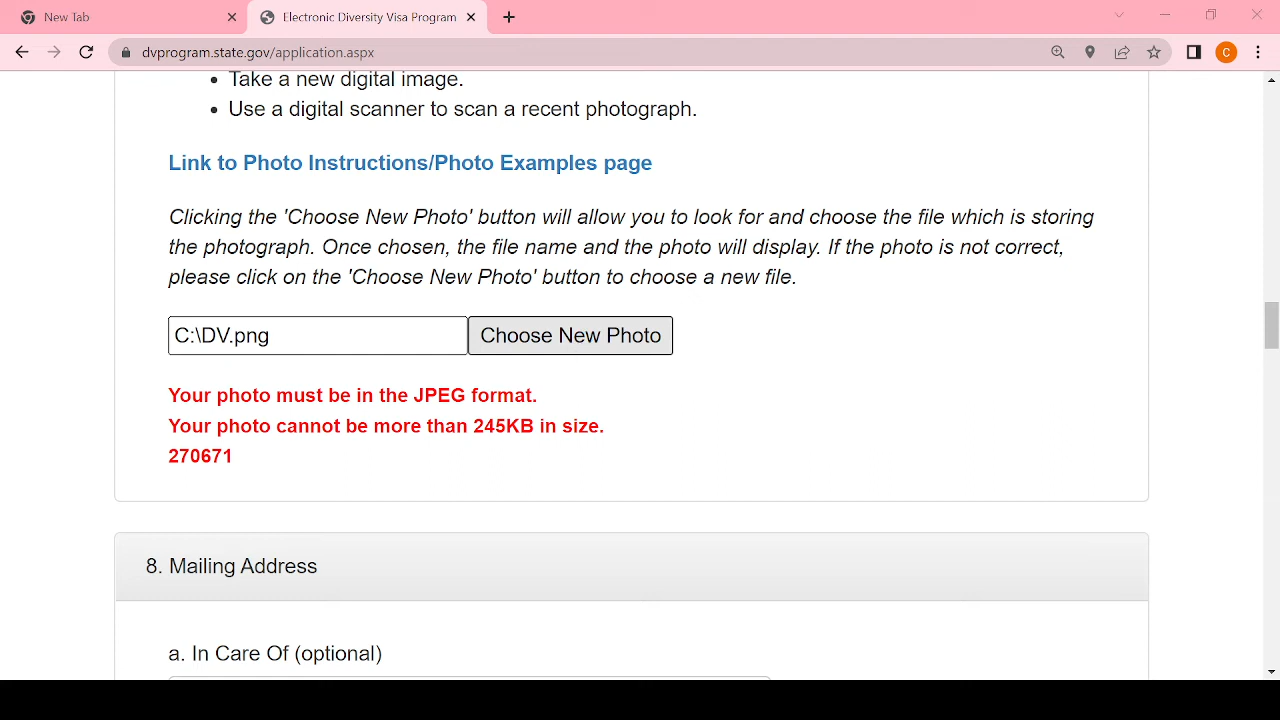 New Tab
Electronic Diversity Visa Program
dvprogram.state.gov/application.aspx
C
• Take a new digital image.
• Use a digital scanner to scan a recent photograph.
Link to Photo Instructions/Photo Examples page
Clicking the 'Choose New Photo' button will allow you to look for and choose the file which is storing
the photograph. Once chosen, the file name and the photo will display. If the photo is not correct,
please click on the 'Choose New Photo' button to choose a new file.
C:\DV.png
Choose New Photo
Your photo must be in the JPEG format.
Your photo cannot be more than 245KB in size.
270671
8. Mailing Address
a. In Care Of (optional)